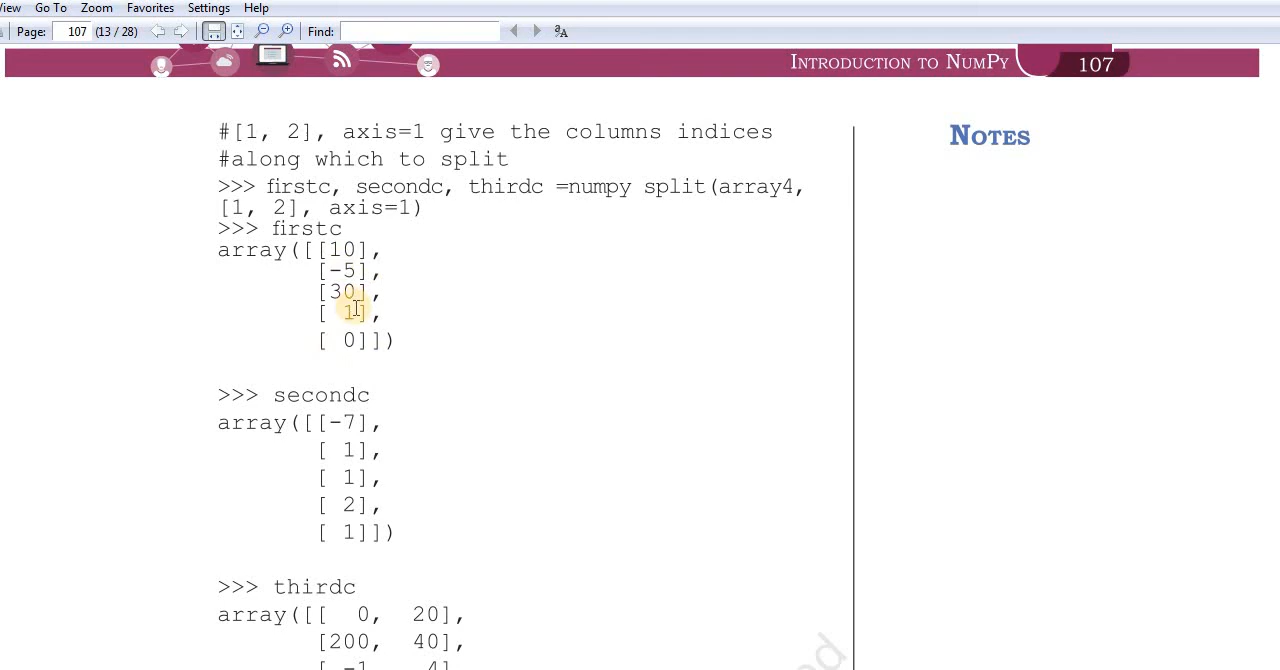 View Go To Zoom Favorites Settings Help
Page: 107 (13 / 28) Find:
INTRODUCTION TO NUMPY 107
#[1, 2], axis=1 give the columns indices
#along which to split
>>> firstc, secondc, thirdc =numpy split(array4,
[1, 2], axis=1)
>>> firstc
array([[10],
[-5],
[30],
[ 1],
[ 0]])
>>> secondc
array([[-7],
[ 1],
[ 1],
[ 2],
[ 1]])
>>> thirdc
array([[ 0, 20],
[200, 40],
[ -1, 4],
NOTES